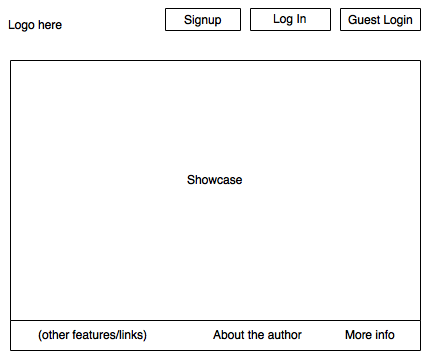 Logo here
Signup
Log In
Guest Login
Showcase
(other features/links)
About the author
More info